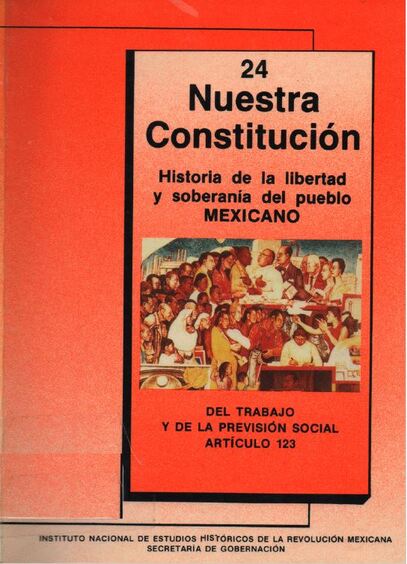 24
Nuestra
Constitución
Historia de la libertad
y soberanía del pueblo
MEXICANO
DEL TRABAJO
Y DE LA PREVISIÓN SOCIAL
ARTÍCULO 123
INSTITUTO NACIONAL DE ESTUDIOS HISTÓRICOS DE LA REVOLUCIÓN MEXICANA
SECRETARÍA DE GOBERNACIÓN